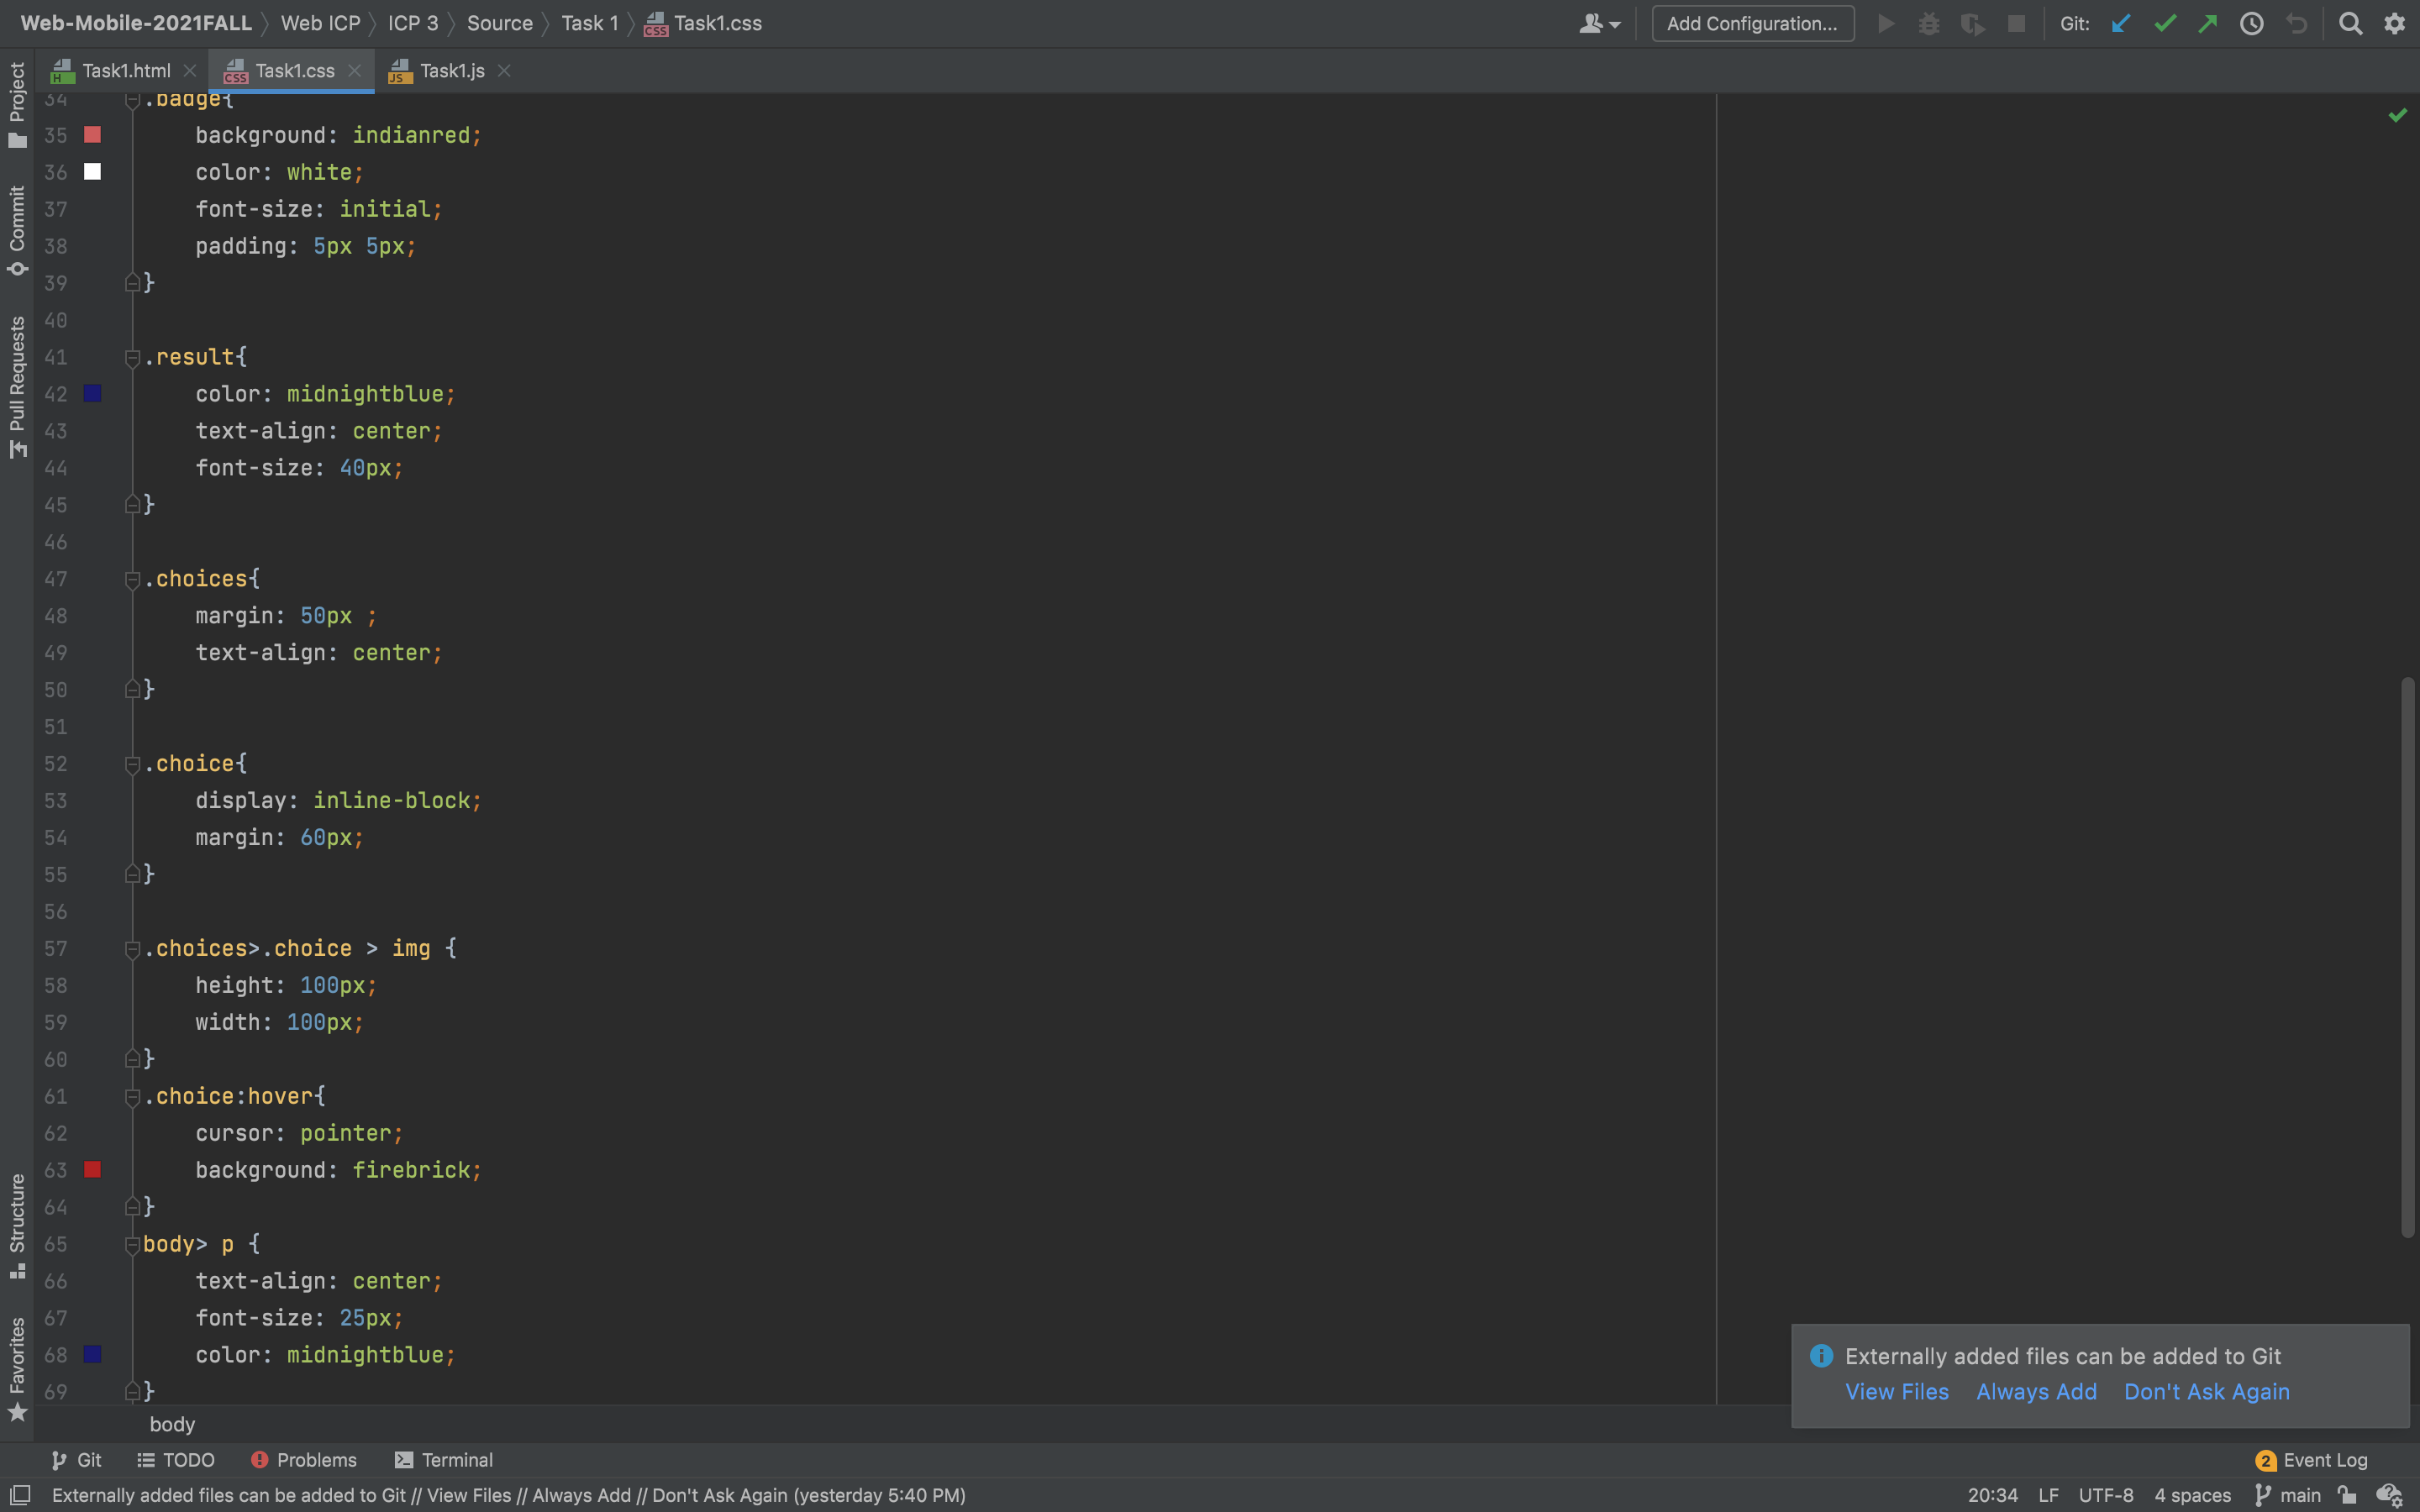 Web-Mobile-2021FALL Web ICP ICP 3 Source Task 1 Task1.css
Add Configuration... Git:
Task1.html Task1.css Task1.js
34 .badge{
35 background: indianred;
36 color: white;
37 font-size: initial;
38 padding: 5px 5px;
39 }
40
41 .result{
42 color: midnightblue;
43 text-align: center;
44 font-size: 40px;
45 }
46
47 .choices{
48 margin: 50px ;
49 text-align: center;
50 }
51
52 .choice{
53 display: inline-block;
54 margin: 60px;
55 }
56
57 .choices>.choice > img {
58 height: 100px;
59 width: 100px;
60 }
61 .choice:hover{
62 cursor: pointer;
63 background: firebrick;
64 }
65 body> p {
66 text-align: center;
67 font-size: 25px;
68 color: midnightblue;
69 }
body
Project
Commit
Pull Requests
Structure
Favorites
Externally added files can be added to Git
View Files Always Add Don't Ask Again
Git TODO Problems Terminal 2 Event Log
Externally added files can be added to Git // View Files // Always Add // Don't Ask Again (yesterday 5:40 PM) 20:34 LF UTF-8 4 spaces main